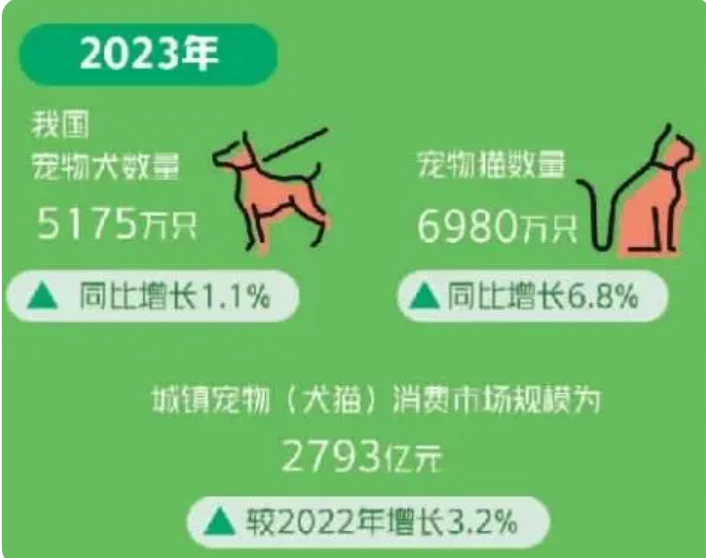 2023年
我国
宠物犬数量
5175万只
▲ 同比增长1.1%
宠物猫数量
6980万只
▲ 同比增长6.8%
城镇宠物（犬猫）消费市场规模为
2793亿元
▲ 较2022年增长3.2%